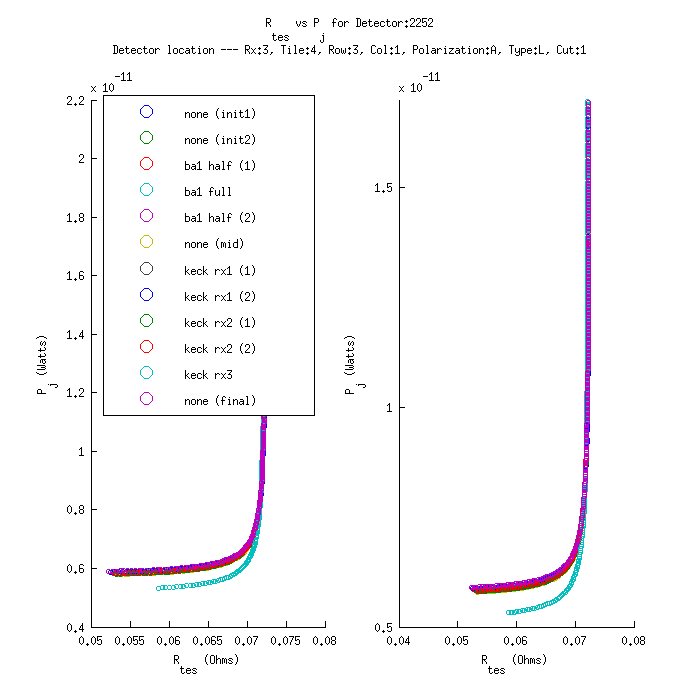 R tes vs P j for Detector:2252
Detector location --- Rx:3, Tile:4, Row:3, Col:1, Polarization:A, Type:L, Cut:1
x 10 -11
x 10 -11
2.2
2
1.8
1.6
1.4
1.2
1
0.8
0.6
0.4
P j (Watts)
none (init1)
none (init2)
ba1 half (1)
ba1 full
ba1 half (2)
none (mid)
keck rx1 (1)
keck rx1 (2)
keck rx2 (1)
keck rx2 (2)
keck rx3
none (final)
0.05 0.055 0.06 0.065 0.07 0.075 0.08
R tes (Ohms)
1.5
1
0.5
P j (Watts)
0.04 0.05 0.06 0.07 0.08
R tes (Ohms)